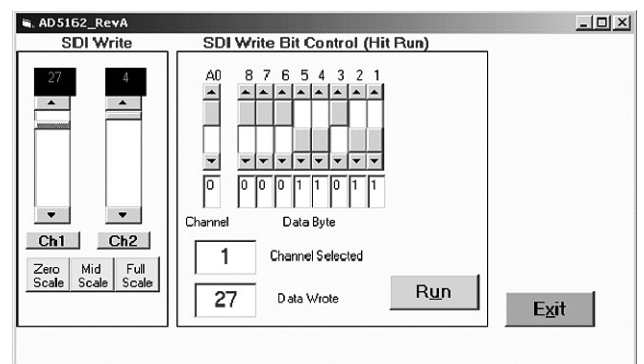 AD5162_RevA
SDI Write
SDI Write Bit Control (Hit Run)
27 4
A0 8 7 6 5 4 3 2 1
0 0 0 0 1 1 0 1 1
Channel Data Byte
Ch1 Ch2
1 Channel Selected
Zero Scale Mid Scale Full Scale
27 Data Wrote
Run
Exit